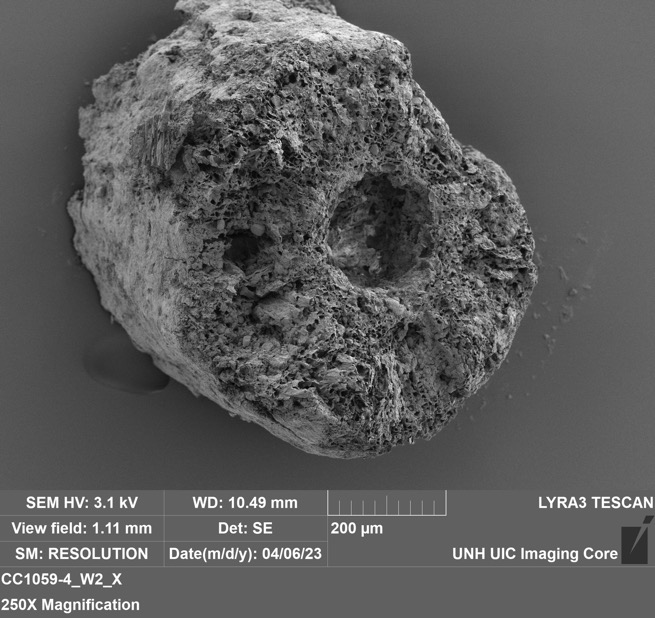 SEM HV: 3.1 kV WD: 10.49 mm LYRA3 TESCAN
View field: 1.11 mm Det: SE 200 µm
SM: RESOLUTION Date(m/d/y): 04/06/23 UNH UIC Imaging Core
CC1059-4_W2_X
250X Magnification